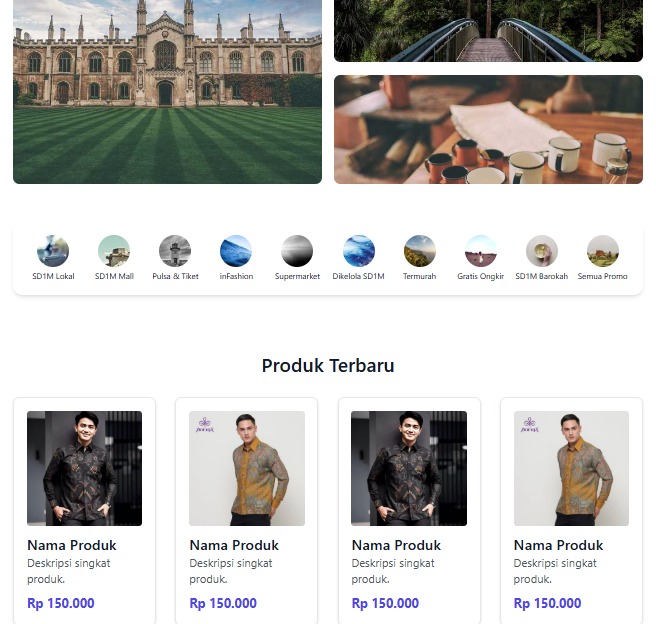 SD1M Lokal
SD1M Mall
Pulsa & Tiket
inFashion
Supermarket
Dikelola SD1M
Termurah
Gratis Ongkir
SD1M Barokah
Semua Promo
Produk Terbaru
Nama Produk
Deskripsi singkat
produk.
Rp 150.000
Nama Produk
Deskripsi singkat
produk.
Rp 150.000
Nama Produk
Deskripsi singkat
produk.
Rp 150.000
Nama Produk
Deskripsi singkat
produk.
Rp 150.000